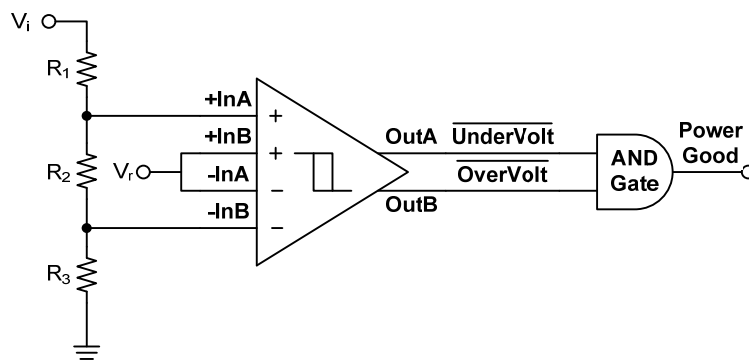 Vi
R1
R2
R3
Vr
+InA
+InB
-InA
-InB
+
+
−
−
OutA
OutB
UnderVolt
OverVolt
AND
Gate
Power
Good